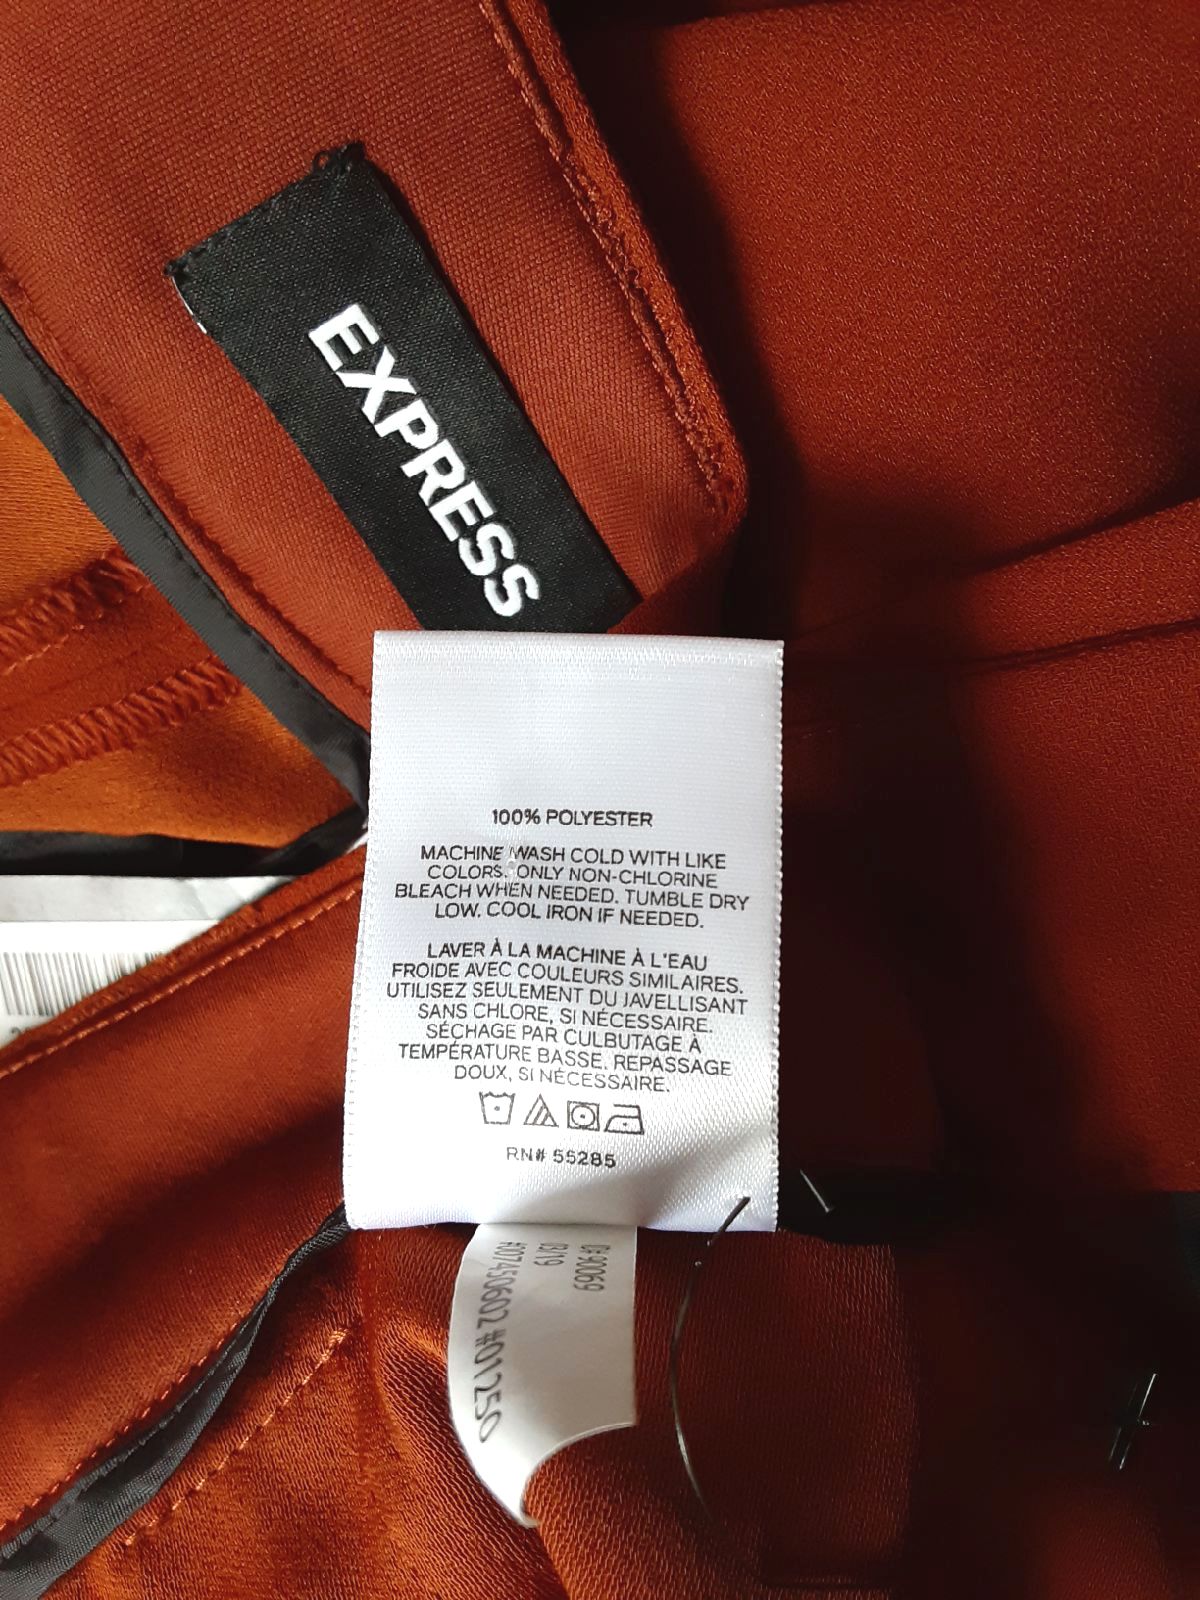 EXPRESS
100% POLYESTER
MACHINE WASH COLD WITH LIKE
COLORS. ONLY NON-CHLORINE
BLEACH WHEN NEEDED. TUMBLE DRY
LOW. COOL IRON IF NEEDED.
LAVER À LA MACHINE À L'EAU
FROIDE AVEC COULEURS SIMILAIRES.
UTILISEZ SEULEMENT DU JAVELLISANT
SANS CHLORE, SI NÉCESSAIRE.
SÉCHAGE PAR CULBUTAGE À
TEMPÉRATURE BASSE. REPASSAGE
DOUX, SI NÉCESSAIRE.
RN# 55285
03/19
#007450602 #01250